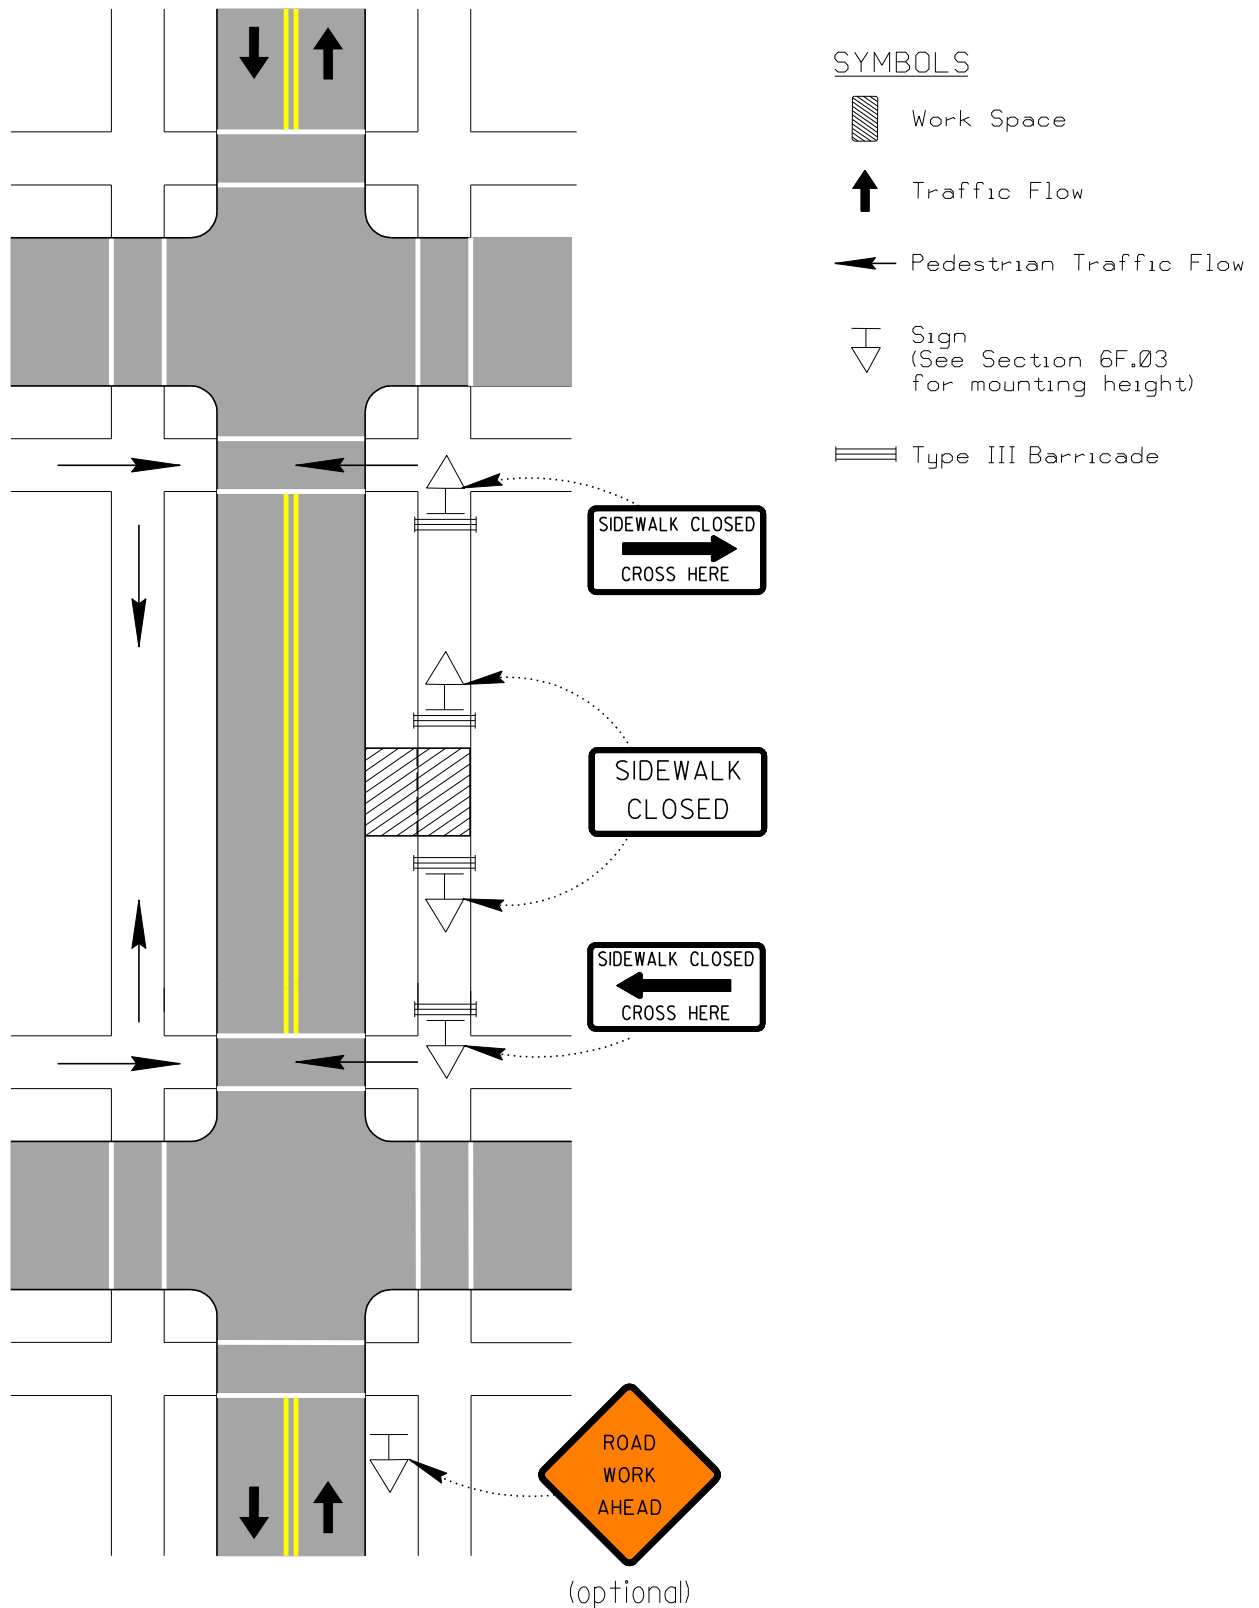 SYMBOLS
Work Space
Traffic Flow
Pedestrian Traffic Flow
Sign
(See Section 6F.03
for mounting height)
Type III Barricade
SIDEWALK CLOSED
CROSS HERE
SIDEWALK
CLOSED
SIDEWALK CLOSED
CROSS HERE
ROAD
WORK
AHEAD
(optional)